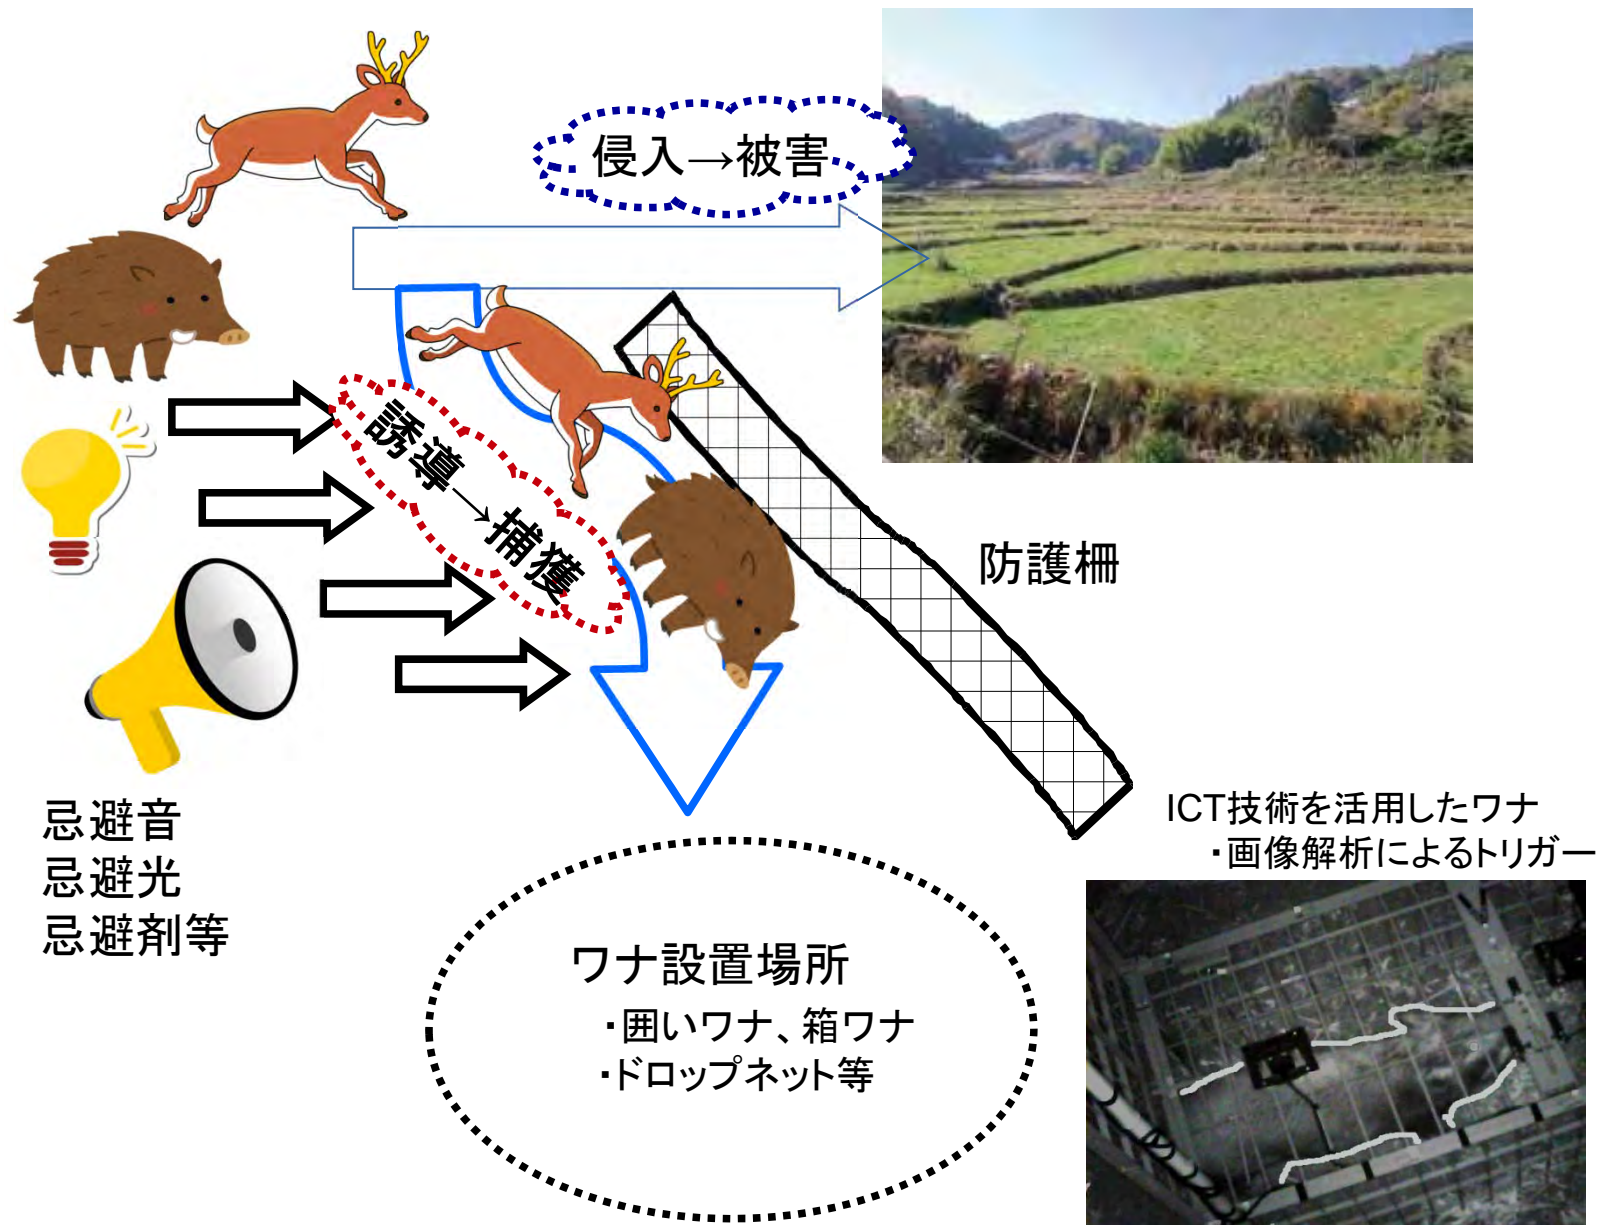 侵入→被害
誘導→捕獲
防護柵
忌避音
忌避光
忌避剤等
ICT技術を活用したワナ
・画像解析によるトリガー
ワナ設置場所
・囲いワナ、箱ワナ
・ドロップネット等